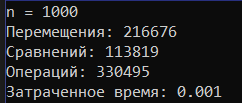 n = 1000
Перемещения: 216676
Сравнений: 113819
Операций: 330495
Затраченное время: 0.001